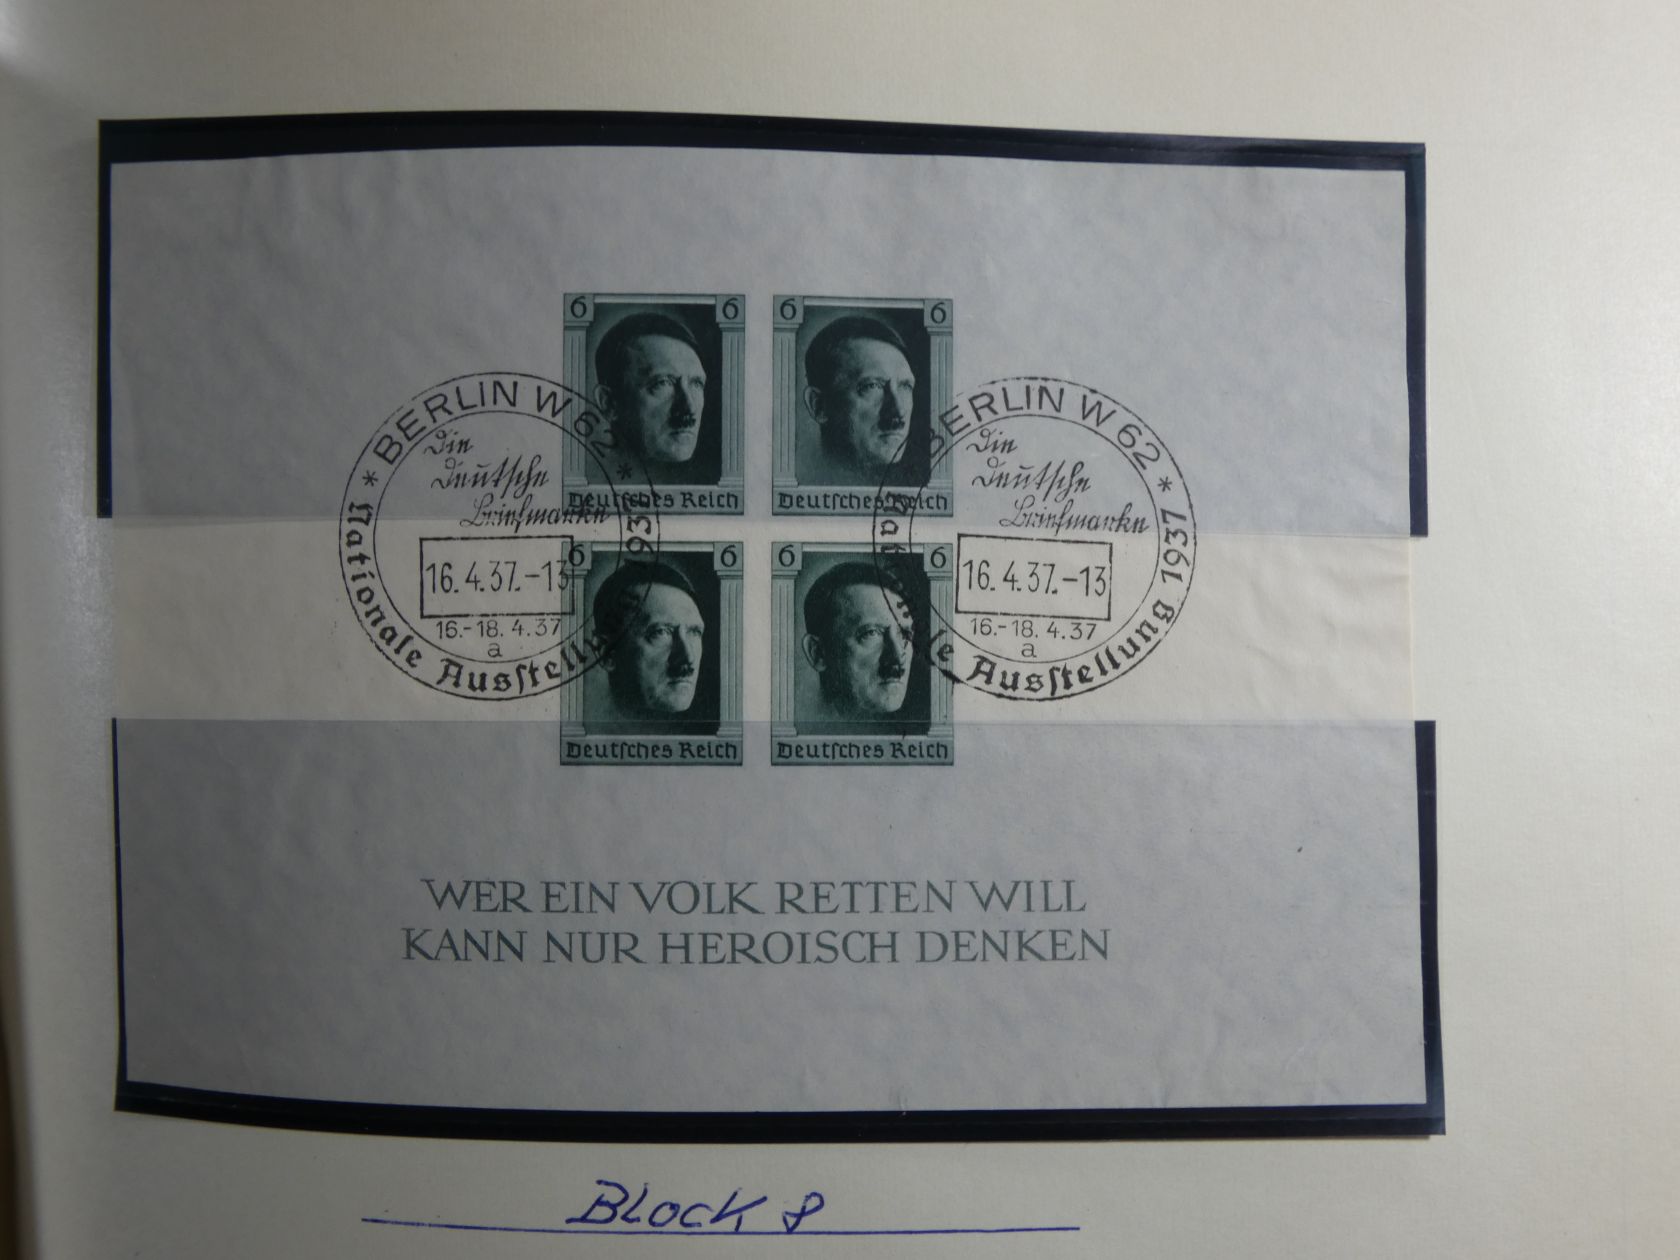 6 6
6 6
Deutsches Reich
Deutsches Reich
6 6
6 6
Deutsches Reich
Deutsches Reich
* BERLIN W 62 *
Die
Deutsche
Briefmarke
16.4.37.-13
16.-18.4.37
a
Nationale Ausstellung 1937
* BERLIN W 62 *
Die
Deutsche
Briefmarke
16.4.37.-13
16.-18.4.37
a
Nationale Ausstellung 1937
WER EIN VOLK RETTEN WILL
KANN NUR HEROISCH DENKEN
BLOCK 8